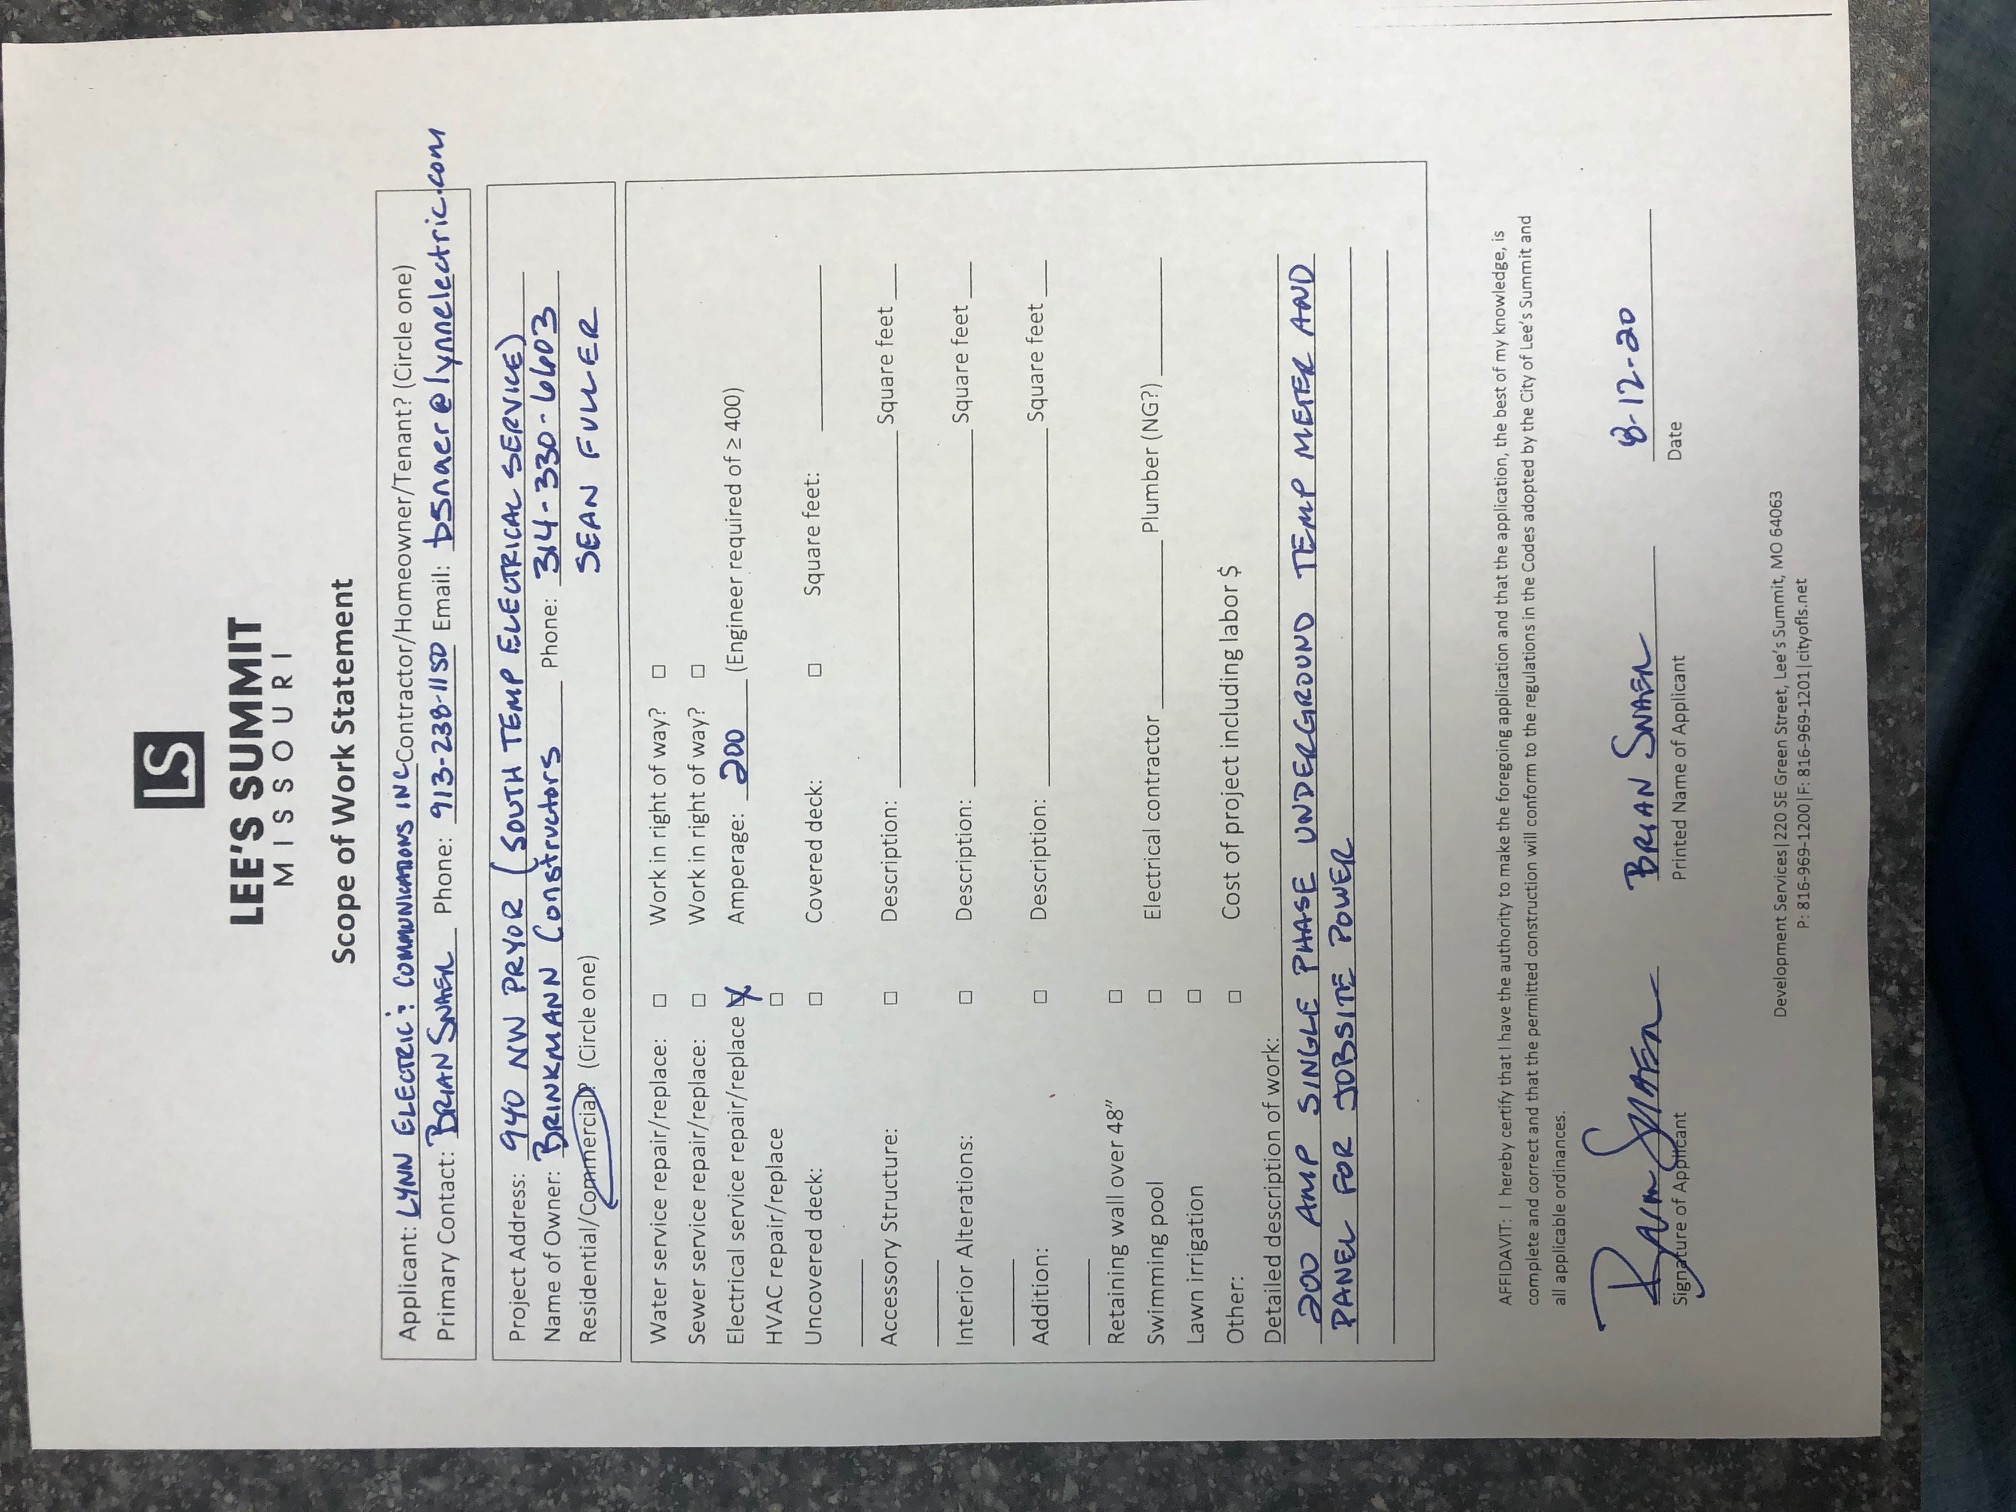 LS
LEE'S SUMMIT
MISSOURI
Scope of Work Statement
Applicant: LYNN ELECTRIC & COMMUNICATIONS INC Contractor/Homeowner/Tenant? (Circle one)
Primary Contact: BRIAN SNAER Phone: 913-238-1150 Email: bsnaer@lynnelectric.com
Project Address: 940 NW PRYOR (SOUTH TEMP ELECTRICAL SERVICE)
Name of Owner: BRINKMANN Constructors Phone: 314-330-6603
Residential/Commercial? (Circle one) SEAN FULLER
Water service repair/replace: ☐ Work in right of way? ☐
Sewer service repair/replace: ☐ Work in right of way? ☐
Electrical service repair/replace X Amperage: 200 (Engineer required of ≥ 400)
HVAC repair/replace ☐
Uncovered deck: ☐ Covered deck: ☐ Square feet: ____
Accessory Structure: ☐ Description: ____ Square feet ____
Interior Alterations: ☐ Description: ____ Square feet ____
Addition: ☐ Description: ____ Square feet ____
Retaining wall over 48" ☐
Swimming pool ☐ Electrical contractor ____ Plumber (NG?) ____
Lawn irrigation ☐
Other: ☐ Cost of project including labor $
Detailed description of work:
200 AMP SINGLE PHASE UNDERGROUND TEMP METER AND
PANEL FOR JOBSITE POWER
AFFIDAVIT: I hereby certify that I have the authority to make the foregoing application and that the application, the best of my knowledge, is
complete and correct and that the permitted construction will conform to the regulations in the Codes adopted by the City of Lee's Summit and
all applicable ordinances.
Brian Snaer BRIAN SNAER 8-12-20
Signature of Applicant Printed Name of Applicant Date
Development Services| 220 SE Green Street, Lee's Summit, MO 64063
P: 816-969-1200|F: 816-969-1201|cityofls.net